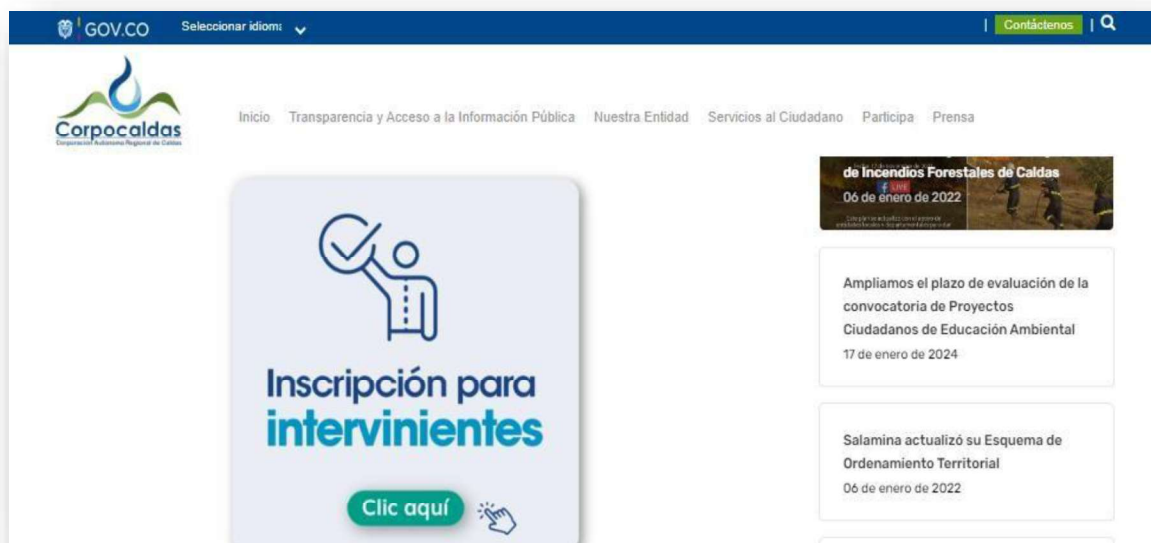 GOV.CO
Seleccionar idioma
| Contáctenos |
Corpocaldas
Corporación Autónoma Regional de Caldas
Inicio Transparencia y Acceso a la Información Pública Nuestra Entidad Servicios al Ciudadano Participa Prensa
Inscripción para
intervinientes
Clic aquí
de Incendios Forestales de Caldas
LIVE
06 de enero de 2022
Ampliamos el plazo de evaluación de la
convocatoria de Proyectos
Ciudadanos de Educación Ambiental
17 de enero de 2024
Salamina actualizó su Esquema de
Ordenamiento Territorial
06 de enero de 2022